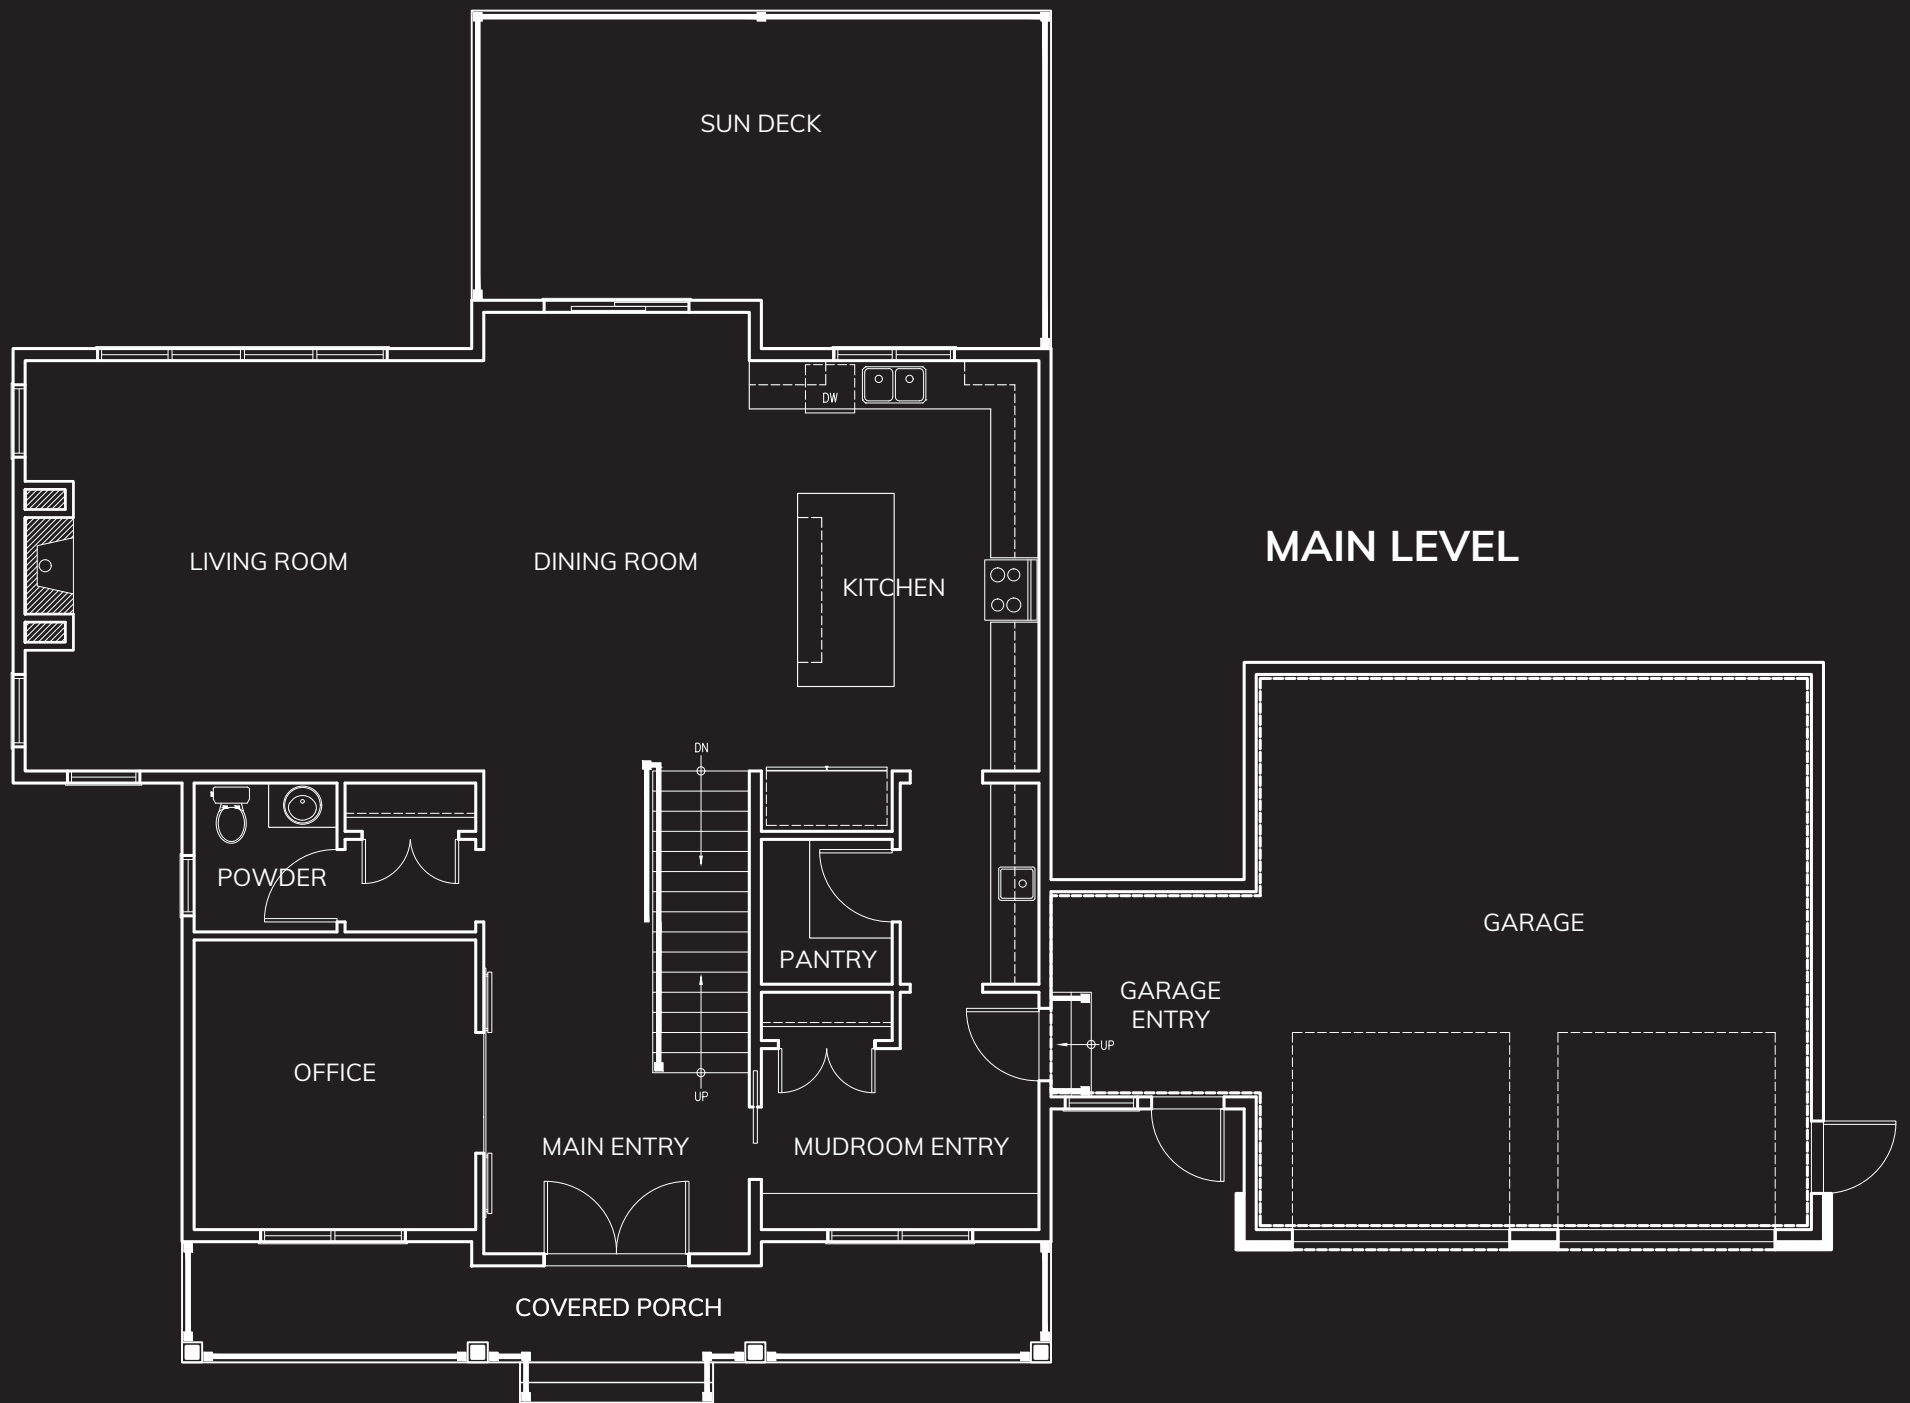 SUN DECK
DW
LIVING ROOM
DINING ROOM
KITCHEN
MAIN LEVEL
DN
POWDER
PANTRY
GARAGE
GARAGE
ENTRY
UP
OFFICE
UP
MAIN ENTRY
MUDROOM ENTRY
COVERED PORCH